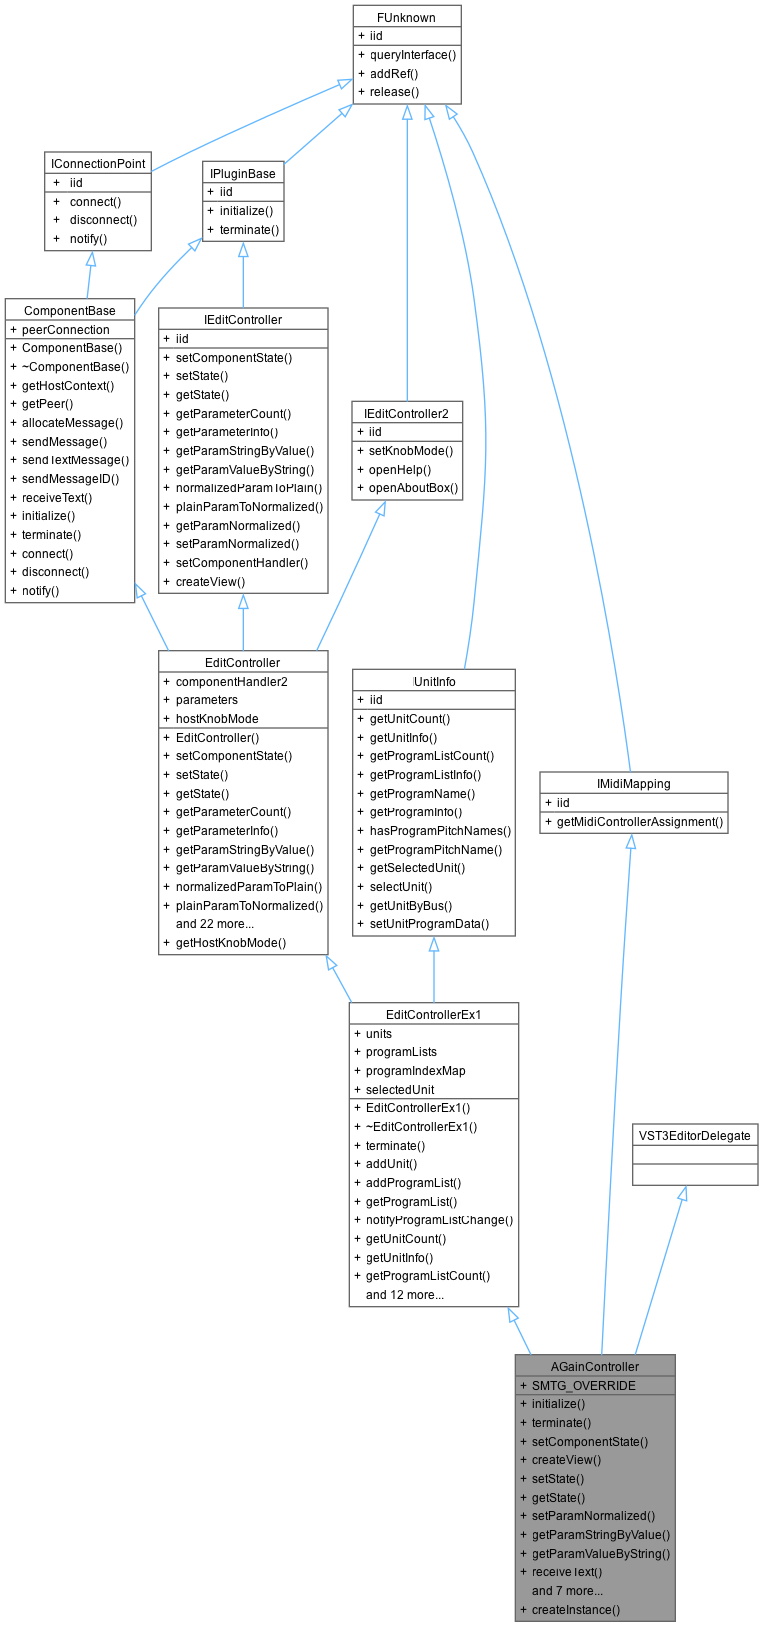 FUnknown
+ iid
+ queryInterface()
+ addRef()
+ release()
IConnectionPoint
+ iid
+ connect()
+ disconnect()
+ notify()
IPluginBase
+ iid
+ initialize()
+ terminate()
ComponentBase
+ peerConnection
+ ComponentBase()
+ ~ComponentBase()
+ getHostContext()
+ getPeer()
+ allocateMessage()
+ sendMessage()
+ sendTextMessage()
+ sendMessageID()
+ receiveText()
+ initialize()
+ terminate()
+ connect()
+ disconnect()
+ notify()
IEditController
+ iid
+ setComponentState()
+ setState()
+ getState()
+ getParameterCount()
+ getParameterInfo()
+ getParamStringByValue()
+ getParamValueByString()
+ normalizedParamToPlain()
+ plainParamToNormalized()
+ getParamNormalized()
+ setParamNormalized()
+ setComponentHandler()
+ createView()
IEditController2
+ iid
+ setKnobMode()
+ openHelp()
+ openAboutBox()
EditController
+ componentHandler2
+ parameters
+ hostKnobMode
+ EditController()
+ setComponentState()
+ setState()
+ getState()
+ getParameterCount()
+ getParameterInfo()
+ getParamStringByValue()
+ getParamValueByString()
+ normalizedParamToPlain()
+ plainParamToNormalized()
and 22 more...
+ getHostKnobMode()
IUnitInfo
+ iid
+ getUnitCount()
+ getUnitInfo()
+ getProgramListCount()
+ getProgramListInfo()
+ getProgramName()
+ getProgramInfo()
+ hasProgramPitchNames()
+ getProgramPitchName()
+ getSelectedUnit()
+ selectUnit()
+ getUnitByBus()
+ setUnitProgramData()
IMidiMapping
+ iid
+ getMidiControllerAssignment()
EditControllerEx1
+ units
+ programLists
+ programIndexMap
+ selectedUnit
+ EditControllerEx1()
+ ~EditControllerEx1()
+ terminate()
+ addUnit()
+ addProgramList()
+ getProgramList()
+ notifyProgramListChange()
+ getUnitCount()
+ getUnitInfo()
+ getProgramListCount()
and 12 more...
VST3EditorDelegate
AGainController
+ SMTG_OVERRIDE
+ initialize()
+ terminate()
+ setComponentState()
+ createView()
+ setState()
+ getState()
+ setParamNormalized()
+ getParamStringByValue()
+ getParamValueByString()
+ receiveText()
and 7 more...
+ createInstance()